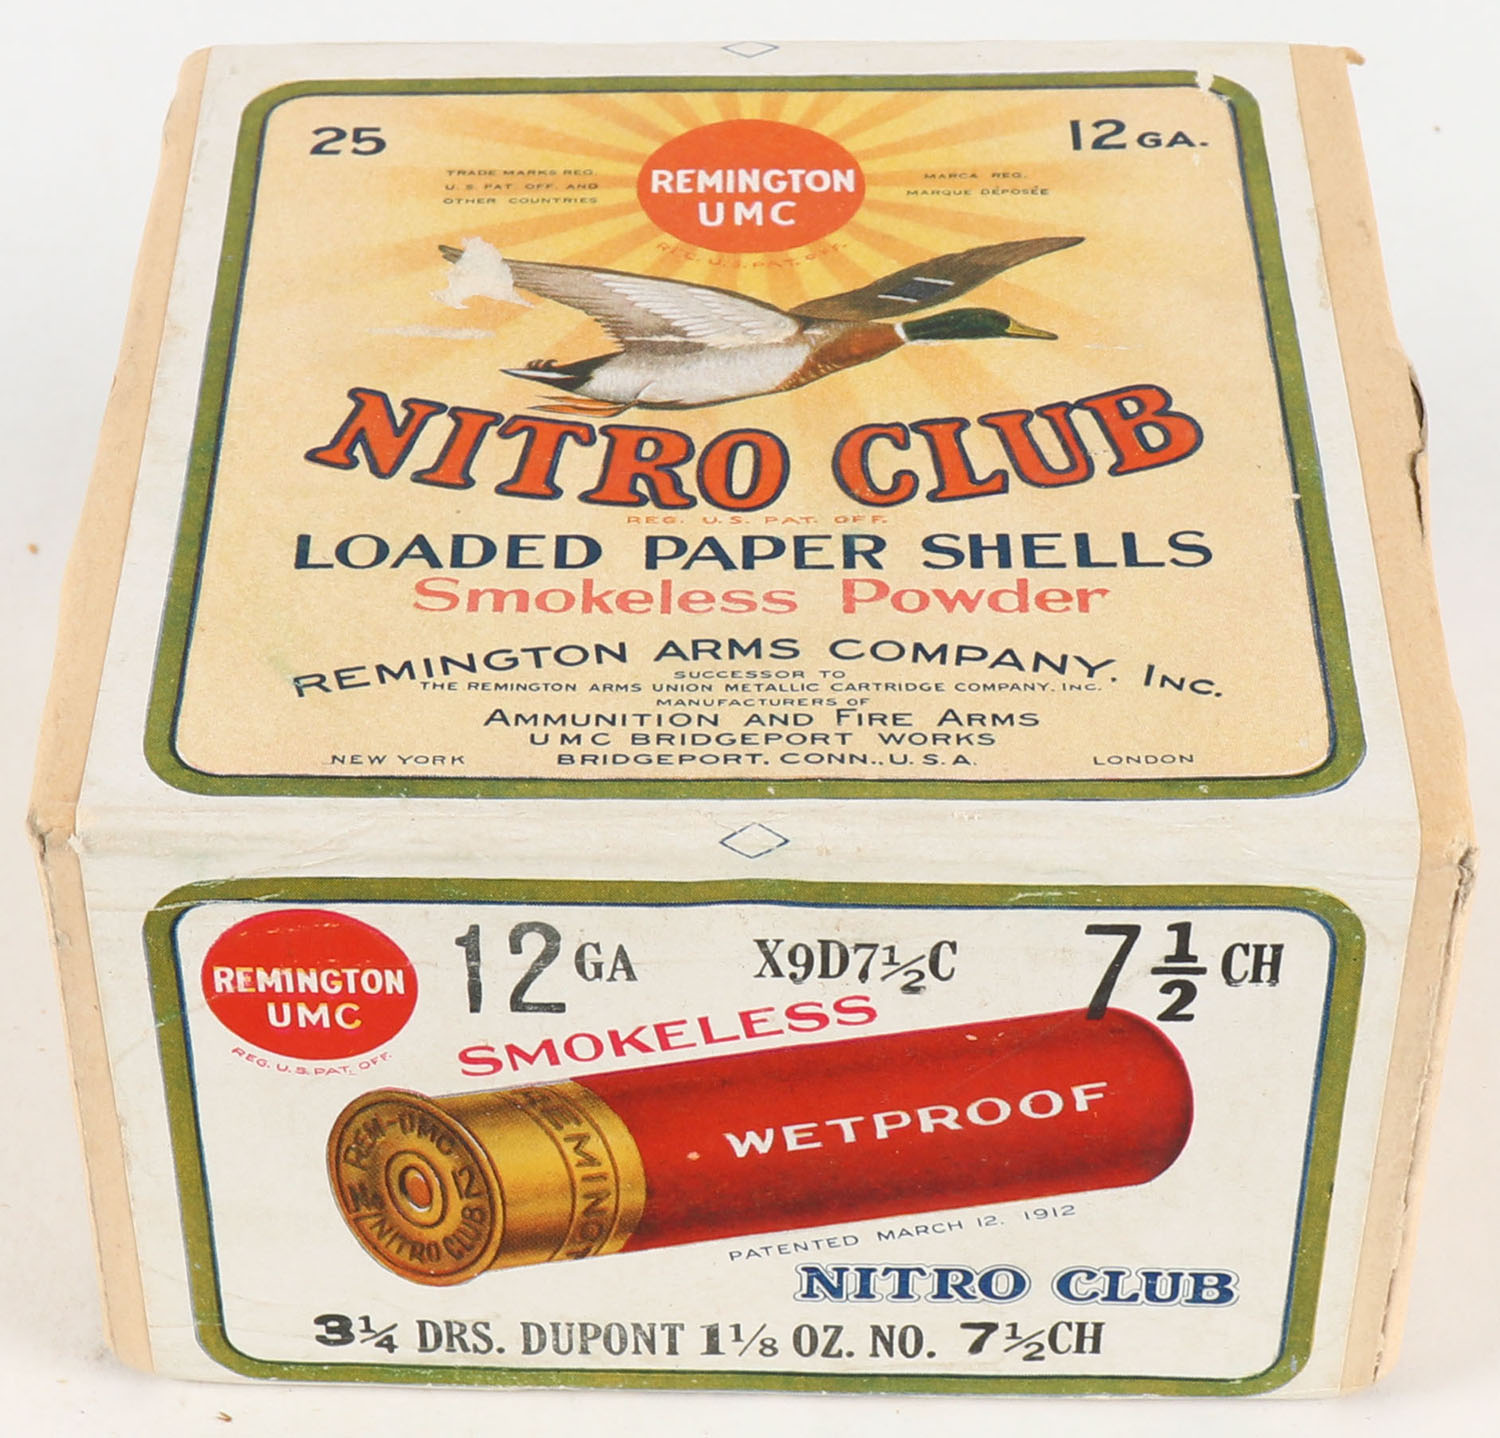 25
12 GA.
TRADE MARKS REG.
U.S. PAT. OFF. AND
OTHER COUNTRIES
REMINGTON
UMC
REG. U.S. PAT. OFF.
MARCA REG.
MARQUE DÉPOSÉE
NITRO CLUB
REG. U.S. PAT. OFF.
LOADED PAPER SHELLS
Smokeless Powder
REMINGTON ARMS COMPANY, INC.
SUCCESSOR TO
THE REMINGTON ARMS UNION METALLIC CARTRIDGE COMPANY, INC.
MANUFACTURERS OF
AMMUNITION AND FIRE ARMS
UMC BRIDGEPORT WORKS
NEW YORK
BRIDGEPORT, CONN., U.S.A.
LONDON
REMINGTON
UMC
REG. U.S. PAT. OFF.
12 GA
X9D7½C
7½ CH
SMOKELESS
WETPROOF
REMINGTON
REM-UMC
NITRO CLUB
PATENTED MARCH 12, 1912
NITRO CLUB
3¼ DRS. DUPONT 1⅛ OZ. NO. 7½CH